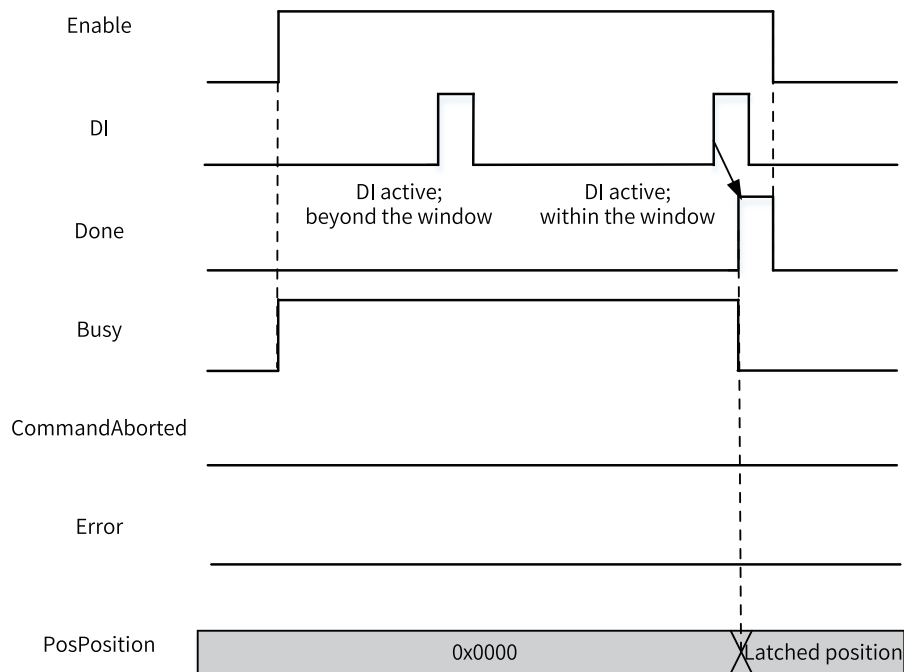 Enable
DI
DI active;
beyond the window
DI active;
within the window
Done
Busy
CommandAborted
Error
PosPosition
0x0000
Latched position